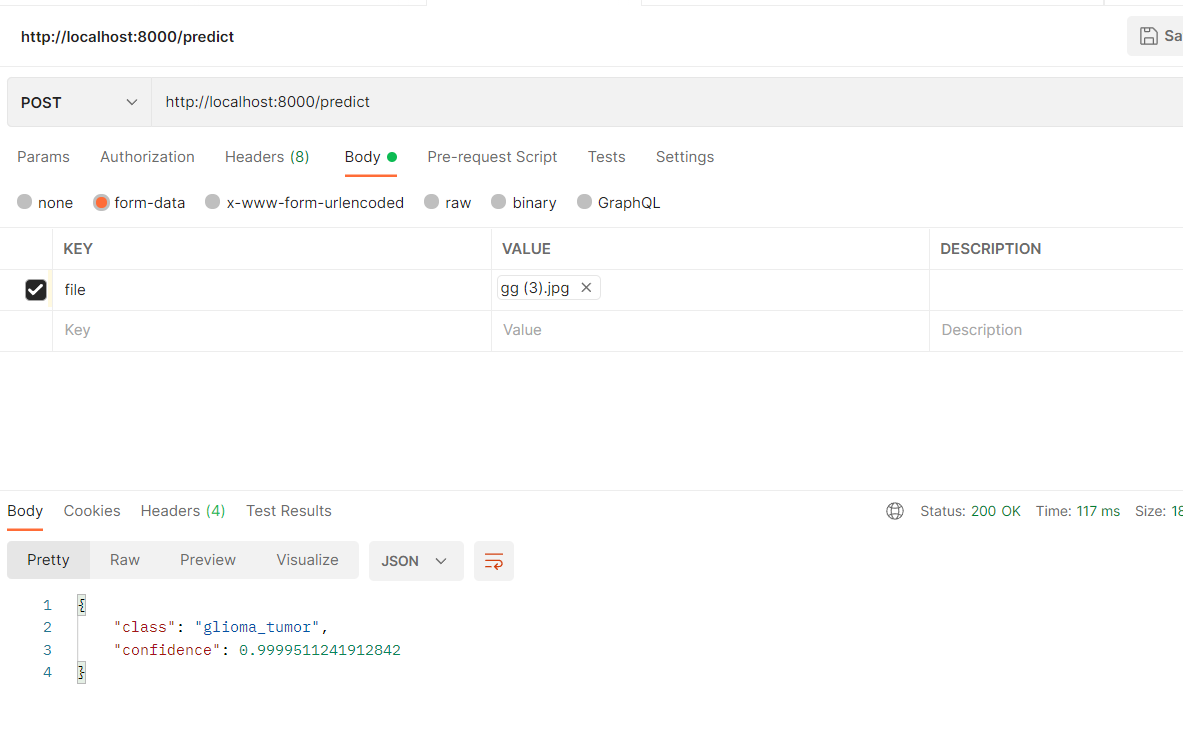 http://localhost:8000/predict
Sa
POST http://localhost:8000/predict
Params Authorization Headers (8) Body Pre-request Script Tests Settings
none form-data x-www-form-urlencoded raw binary GraphQL
KEY VALUE DESCRIPTION
file gg (3).jpg
Key Value Description
Body Cookies Headers (4) Test Results Status: 200 OK Time: 117 ms Size: 18
Pretty Raw Preview Visualize JSON
1 {
2 "class": "glioma_tumor",
3 "confidence": 0.9999511241912842
4 }